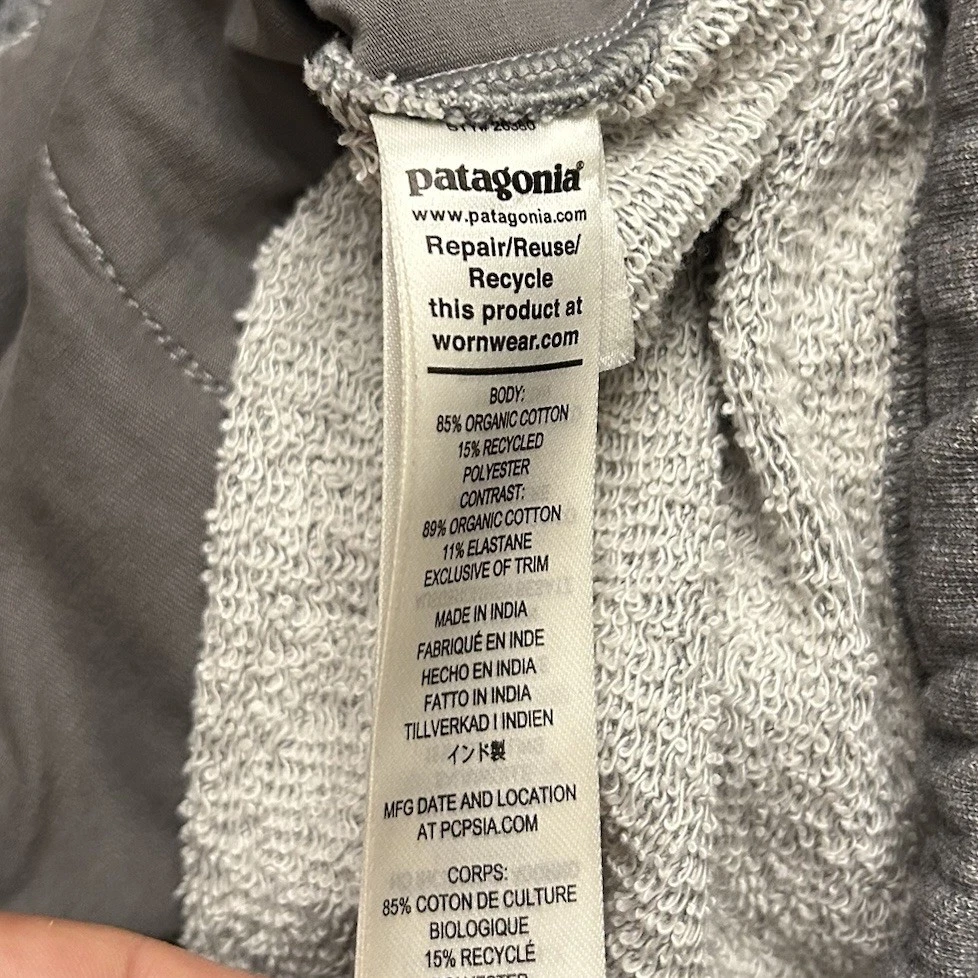 patagonia®
www.patagonia.com
Repair/Reuse/
Recycle
this product at
wornwear.com
BODY:
85% ORGANIC COTTON
15% RECYCLED
POLYESTER
CONTRAST:
89% ORGANIC COTTON
11% ELASTANE
EXCLUSIVE OF TRIM
MADE IN INDIA
FABRIQUÉ EN INDE
HECHO EN INDIA
FATTO IN INDIA
TILLVERKAD I INDIEN
インド製
MFG DATE AND LOCATION
AT PCPSIA.COM
CORPS:
85% COTON DE CULTURE
BIOLOGIQUE
15% RECYCLÉ